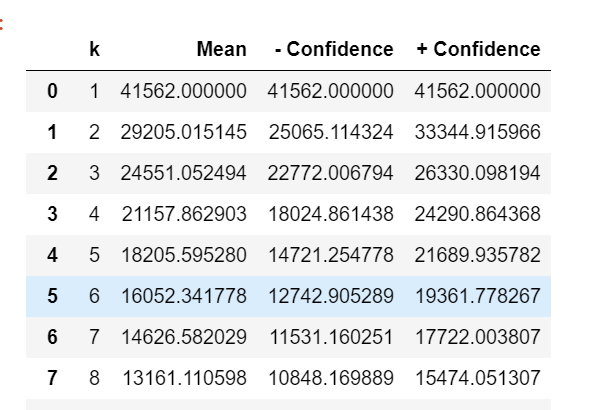 k Mean - Confidence + Confidence
0 1 41562.000000 41562.000000 41562.000000
1 2 29205.015145 25065.114324 33344.915966
2 3 24551.052494 22772.006794 26330.098194
3 4 21157.862903 18024.861438 24290.864368
4 5 18205.595280 14721.254778 21689.935782
5 6 16052.341778 12742.905289 19361.778267
6 7 14626.582029 11531.160251 17722.003807
7 8 13161.110598 10848.169889 15474.051307